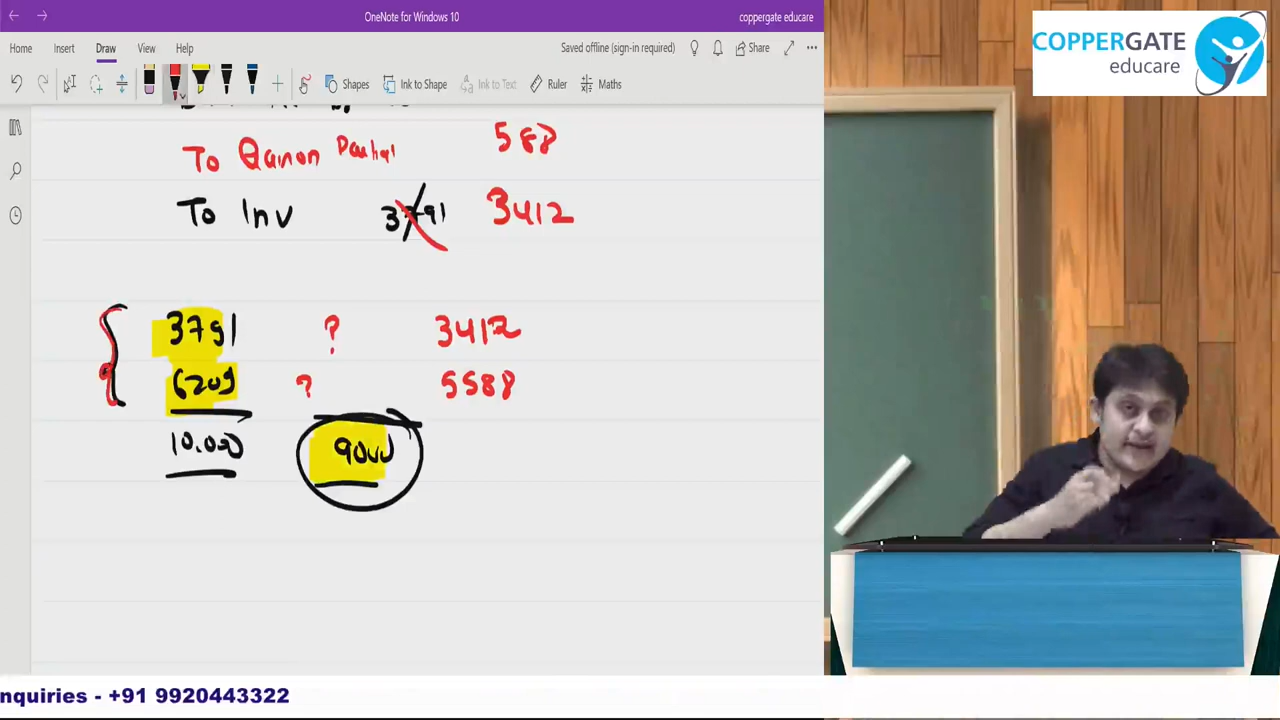 OneNote for Windows 10
coppergate educare
Home Insert Draw View Help
Saved offline (sign-in required)
Share
Shapes
Ink to Shape
Ink to Text
Ruler
Maths
COPPERGATE
educare
To 588
To Inv 3791 3412
3791 ? 3412
6209 ? 5588
10,000 9000
nquiries - +91 9920443322